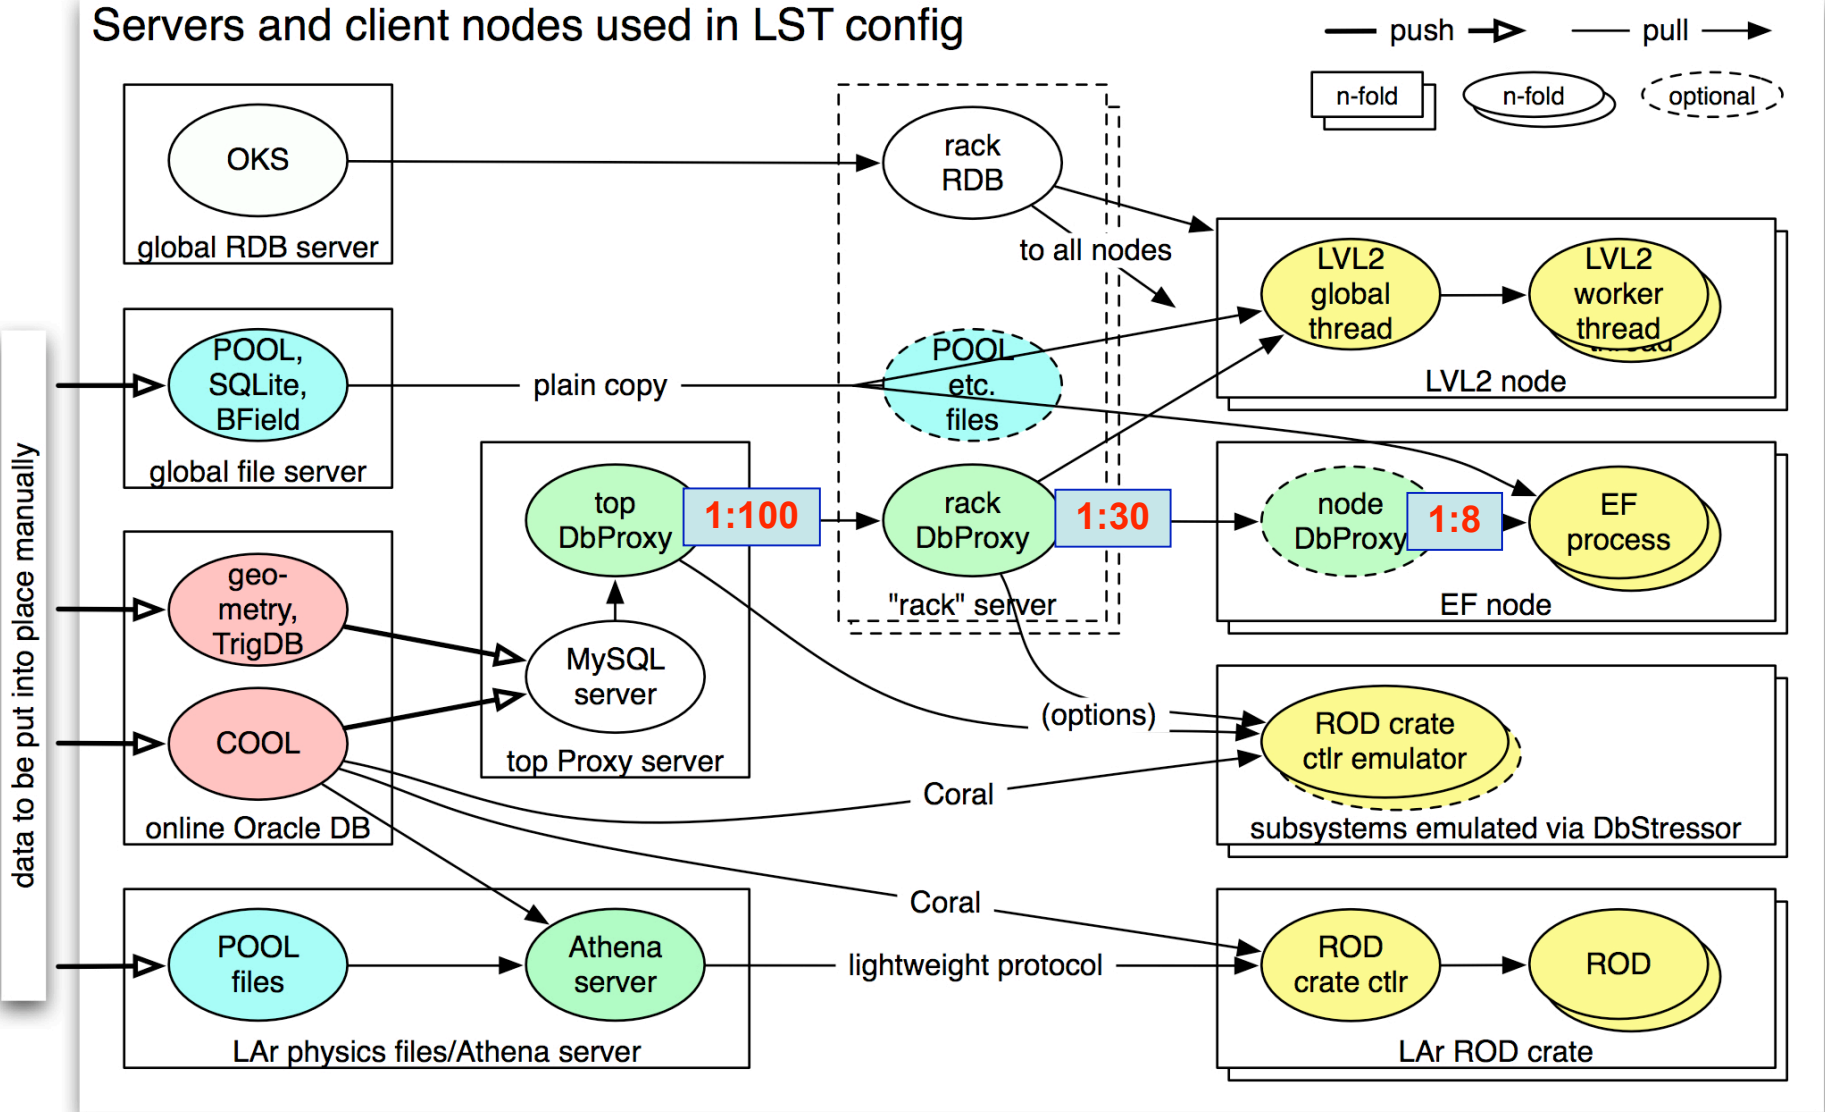 Servers and client nodes used in LST config
push
pull
n-fold
n-fold
optional
OKS
global RDB server
rack
RDB
to all nodes
LVL2
global
thread
LVL2
worker
thread
thread
LVL2 node
data to be put into place manually
POOL,
SQLite,
BField
global file server
plain copy
POOL
etc.
files
top
DbProxy
1:100
rack
DbProxy
1:30
"rack" server
node
DbProxy
1:8
EF
process
EF node
geo-
metry,
TrigDB
COOL
online Oracle DB
MySQL
server
top Proxy server
(options)
ROD crate
ctlr emulator
subsystems emulated via DbStressor
Coral
Coral
POOL
files
Athena
server
LAr physics files/Athena server
lightweight protocol
ROD
crate ctlr
ROD
LAr ROD crate